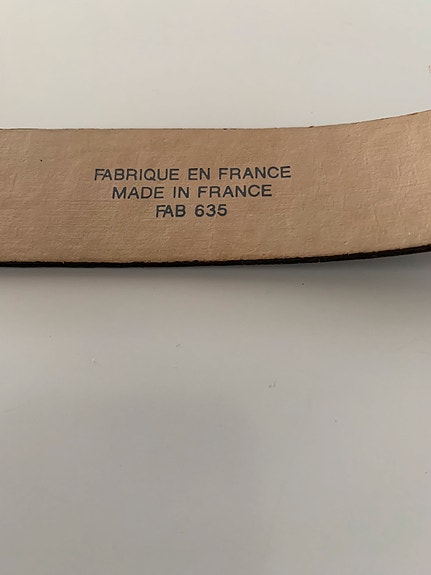 FABRIQUE EN FRANCE
MADE IN FRANCE
FAB 635